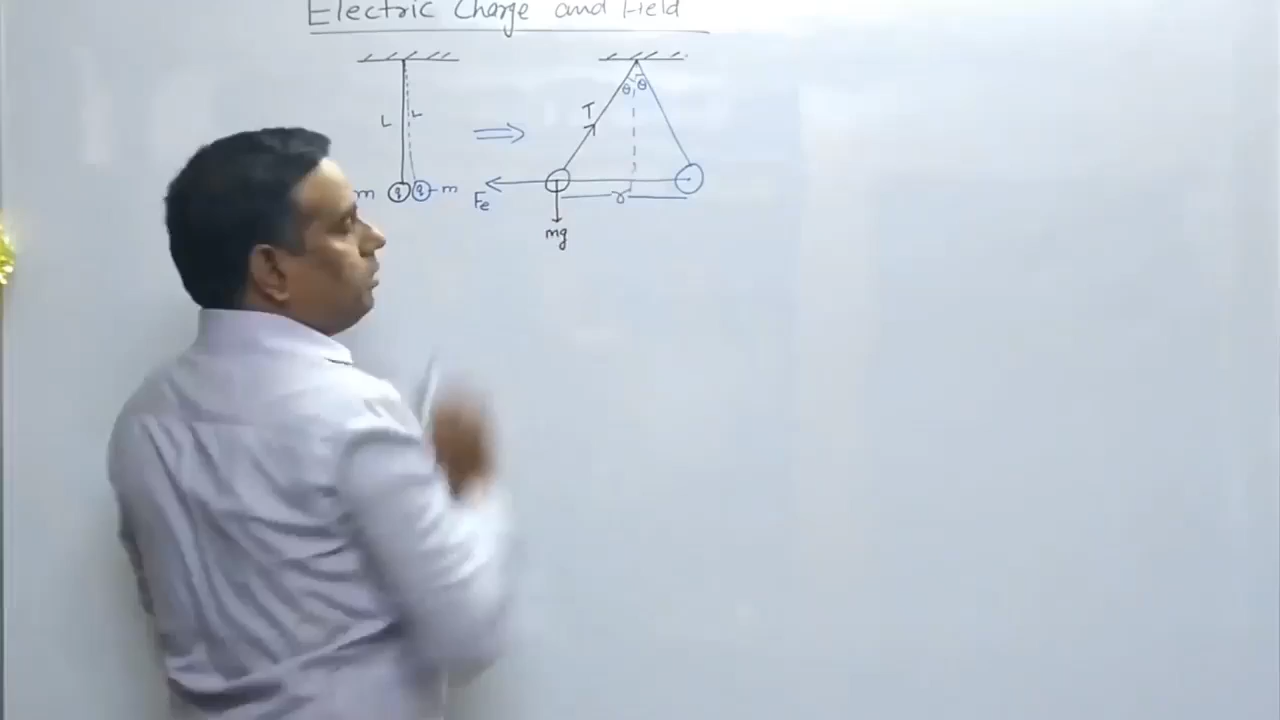 Electric Charge and Field
θ θ
T
L L
m q q m
Fe
r
mg